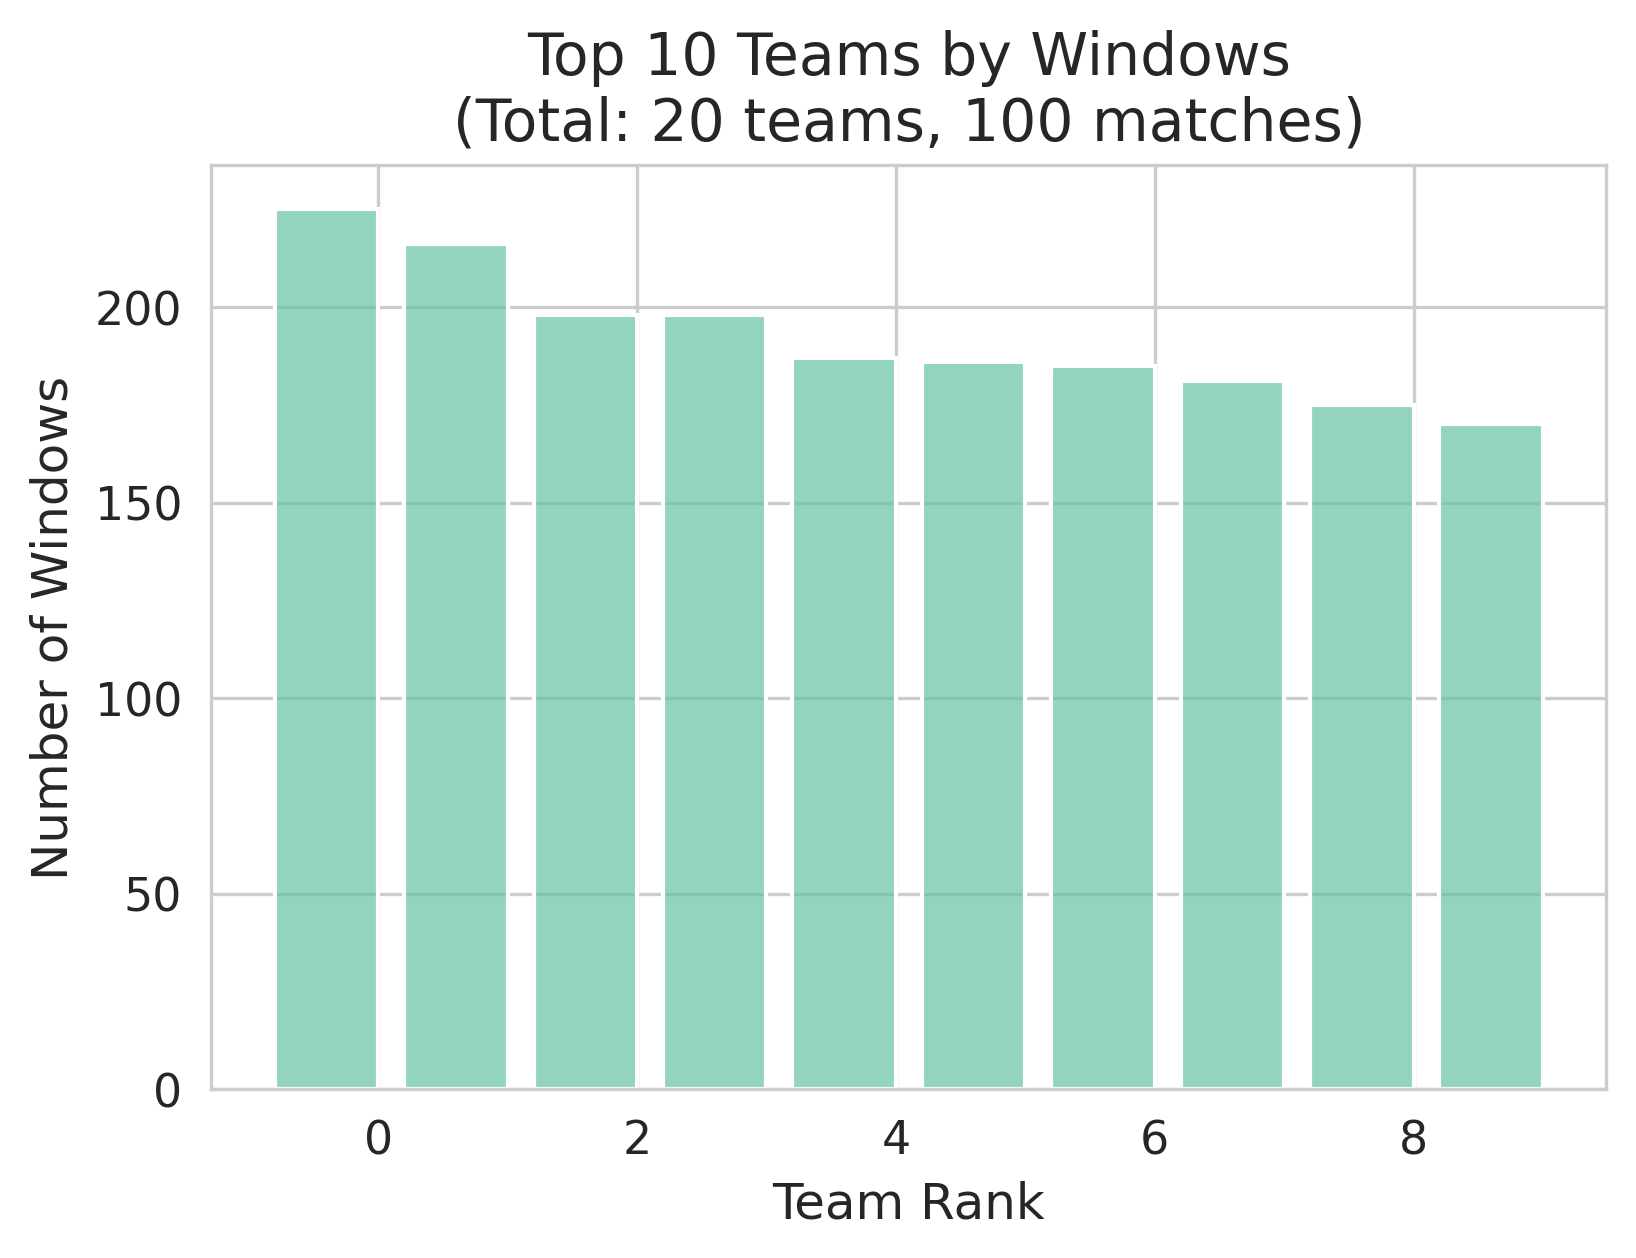 Top 10 Teams by Windows
(Total: 20 teams, 100 matches)
Number of Windows
200
150
100
50
0
0 2 4 6 8
Team Rank